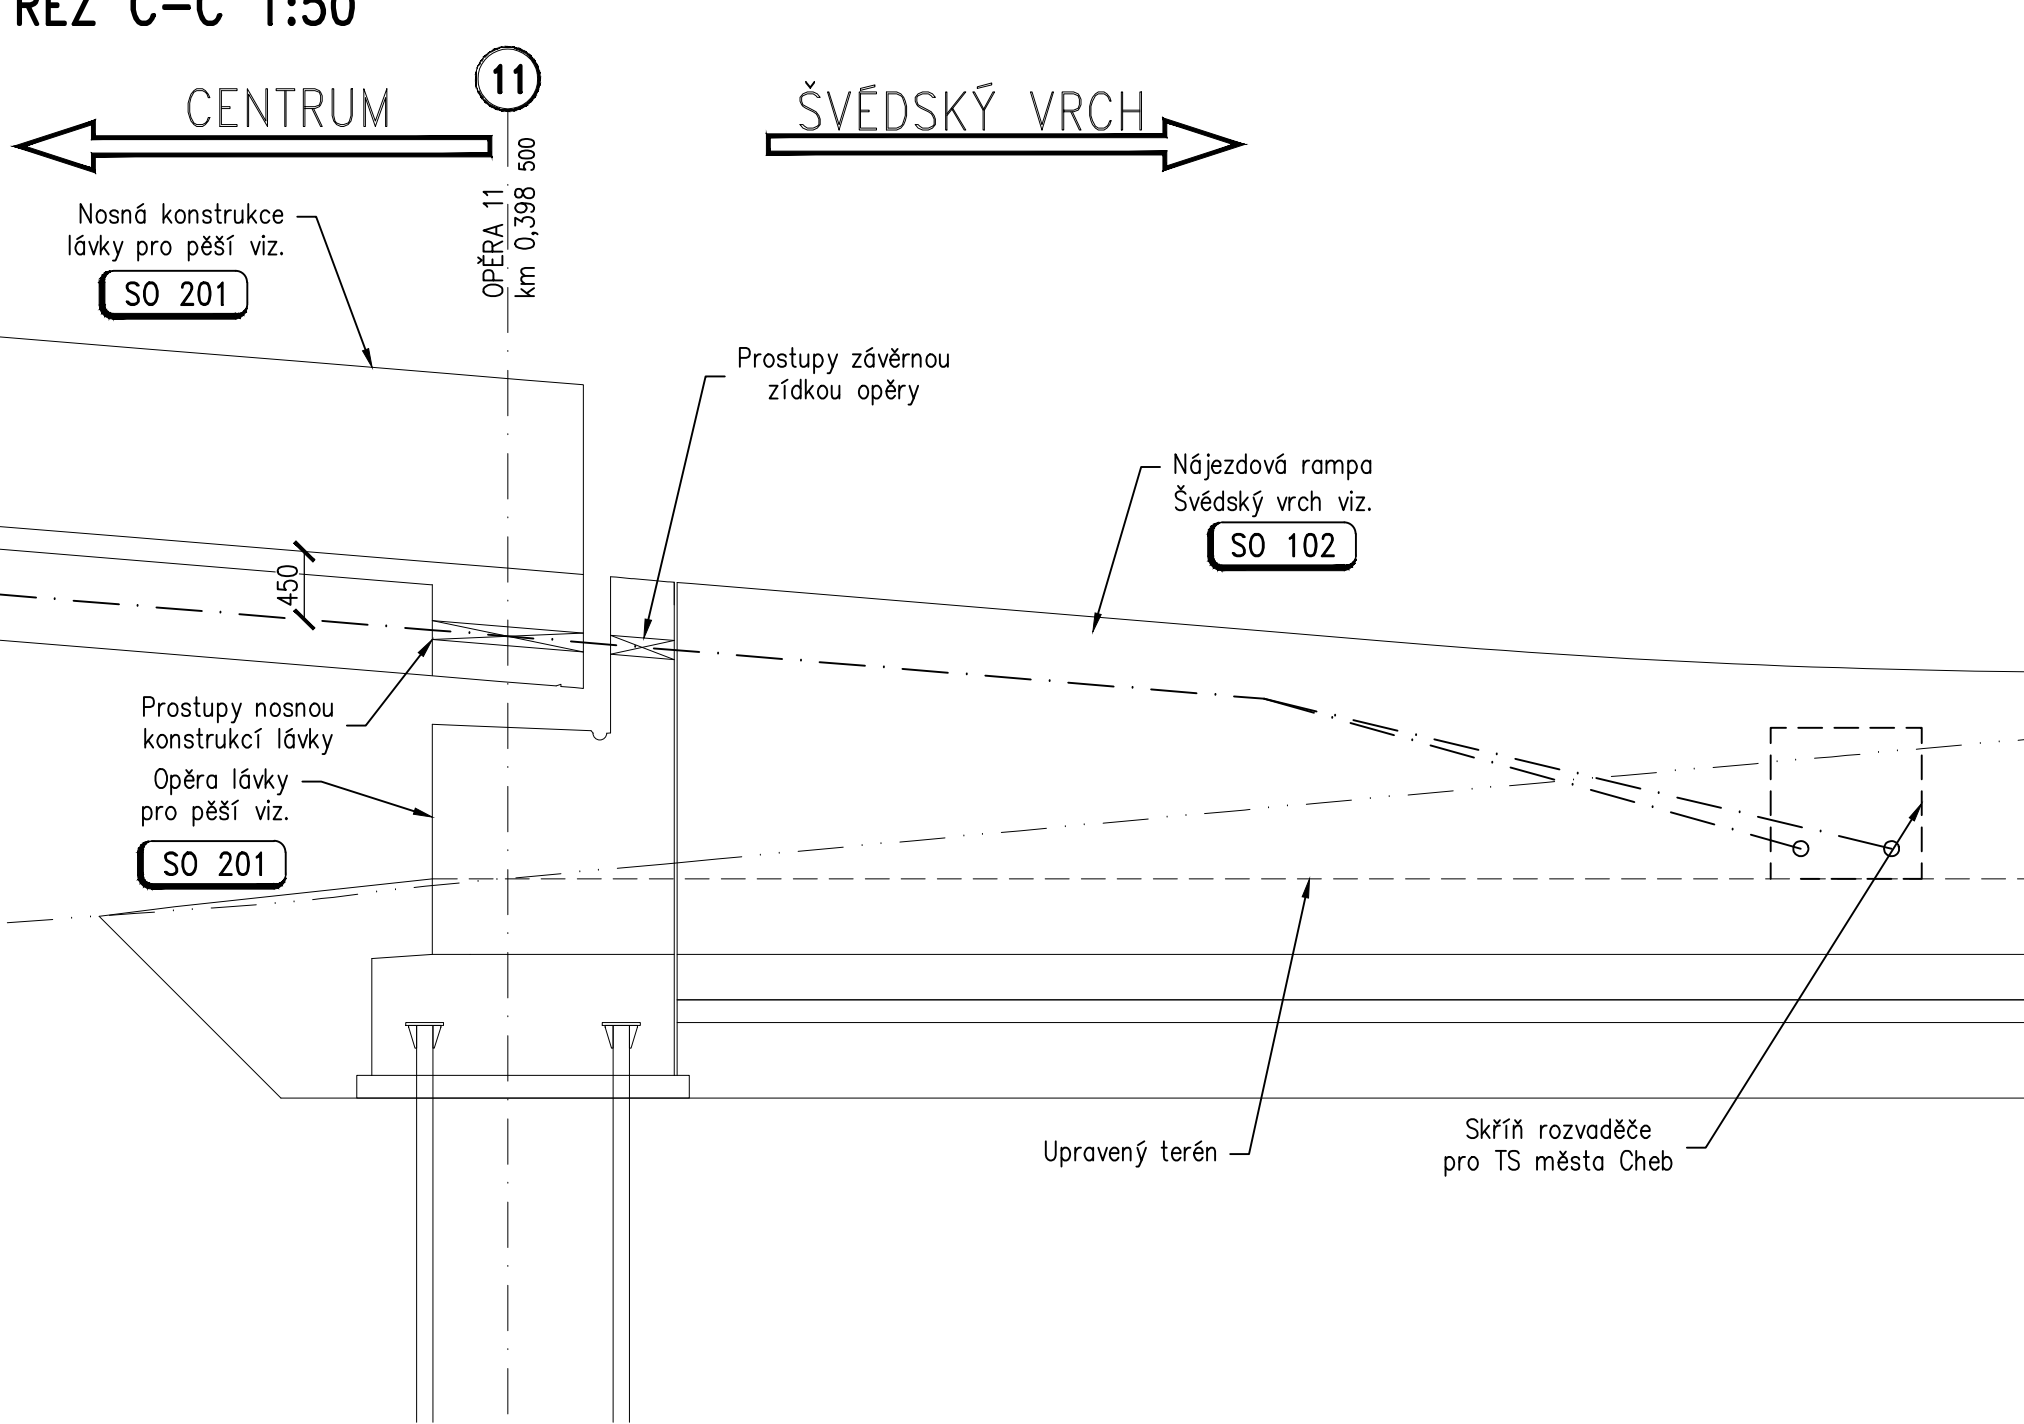 ŘEZ C-C 1:50
11
CENTRUM
ŠVÉDSKÝ VRCH
OPĚRA 11
km 0,398 500
Nosná konstrukce
lávky pro pěší viz.
SO 201
Prostupy závěrnou
zídkou opěry
Nájezdová rampa
Švédský vrch viz.
SO 102
450
Prostupy nosnou
konstrukcí lávky
Opěra lávky
pro pěší viz.
SO 201
Upravený terén
Skříň rozvaděče
pro TS města Cheb